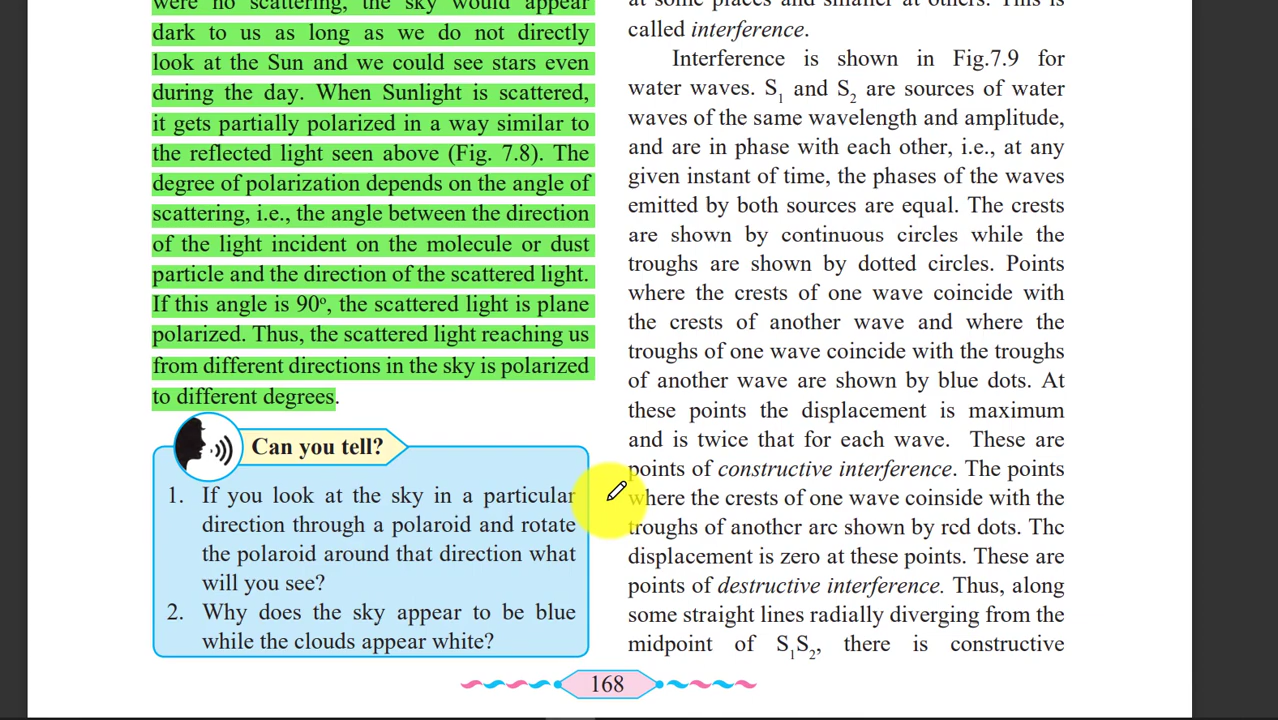 were no scattering, the sky would appear
dark to us as long as we do not directly
look at the Sun and we could see stars even
during the day. When Sunlight is scattered,
it gets partially polarized in a way similar to
the reflected light seen above (Fig. 7.8). The
degree of polarization depends on the angle of
scattering, i.e., the angle between the direction
of the light incident on the molecule or dust
particle and the direction of the scattered light.
If this angle is 90º, the scattered light is plane
polarized. Thus, the scattered light reaching us
from different directions in the sky is polarized
to different degrees.
Can you tell?
1. If you look at the sky in a particular
direction through a polaroid and rotate
the polaroid around that direction what
will you see?
2. Why does the sky appear to be blue
while the clouds appear white?
at some places and smaller at others. This is
called interference.
Interference is shown in Fig.7.9 for
water waves. S1 and S2 are sources of water
waves of the same wavelength and amplitude,
and are in phase with each other, i.e., at any
given instant of time, the phases of the waves
emitted by both sources are equal. The crests
are shown by continuous circles while the
troughs are shown by dotted circles. Points
where the crests of one wave coincide with
the crests of another wave and where the
troughs of one wave coincide with the troughs
of another wave are shown by blue dots. At
these points the displacement is maximum
and is twice that for each wave. These are
points of constructive interference. The points
where the crests of one wave coinside with the
troughs of another are shown by red dots. The
displacement is zero at these points. These are
points of destructive interference. Thus, along
some straight lines radially diverging from the
midpoint of S1S2, there is constructive
168